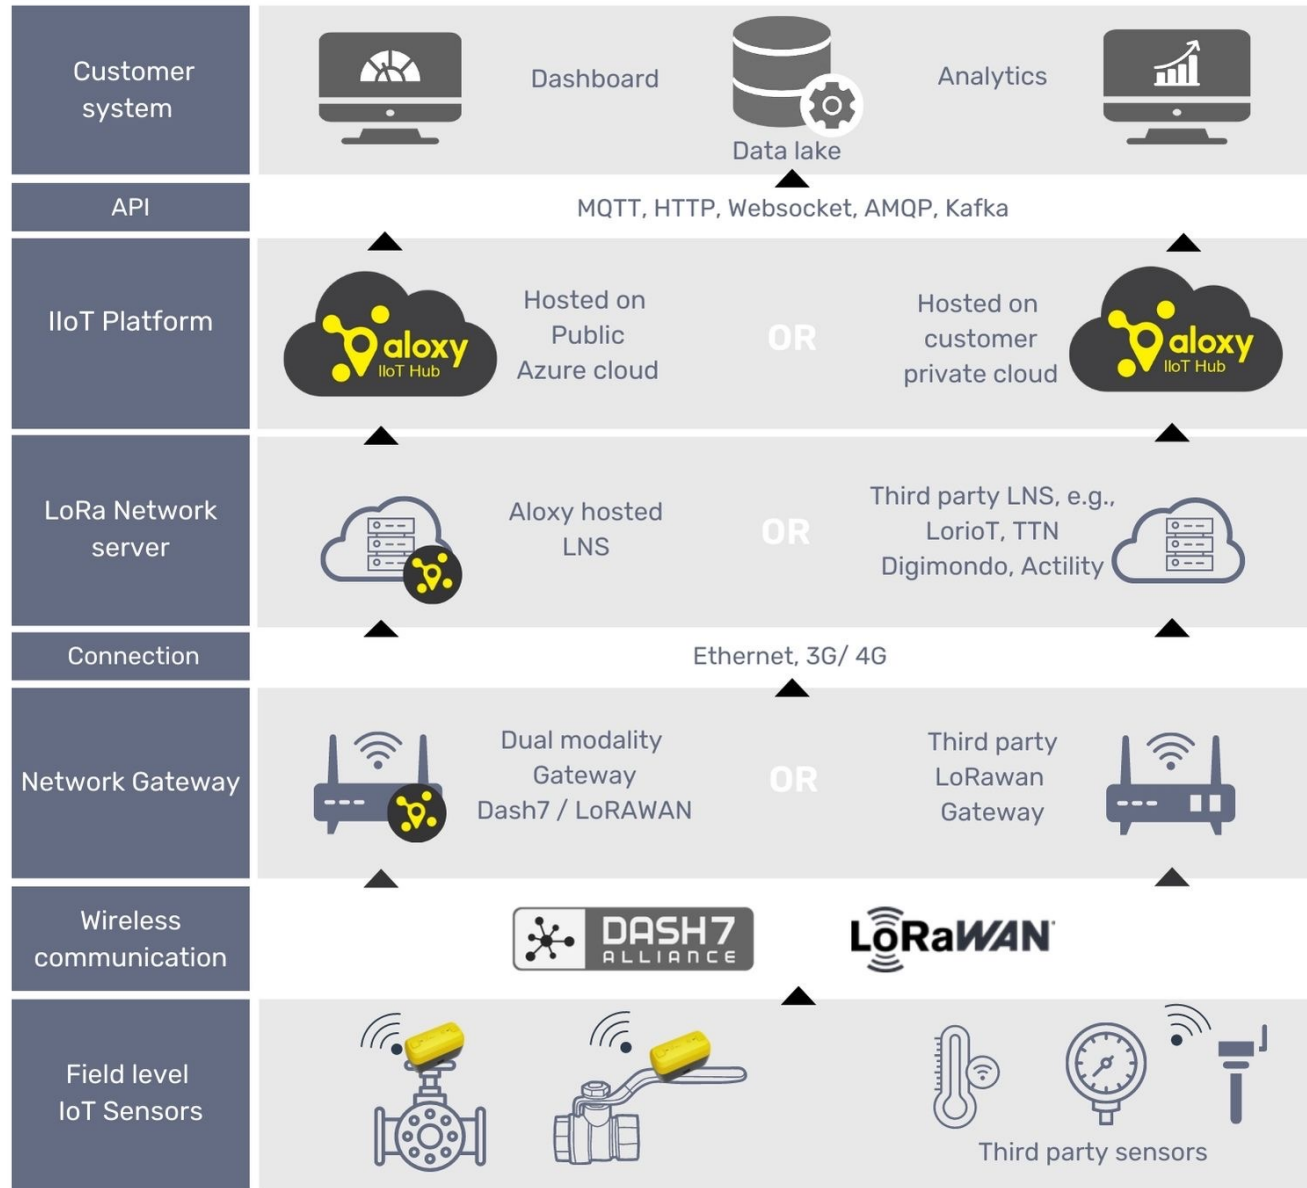 Customer
system
Dashboard
Data lake
Analytics
API
MQTT, HTTP, Websocket, AMQP, Kafka
IIoT Platform
aloxy
IIoT Hub
Hosted on
Public
Azure cloud
OR
Hosted on
customer
private cloud
aloxy
IIoT Hub
LoRa Network
server
Aloxy hosted
LNS
OR
Third party LNS, e.g.,
LorioT, TTN
Digimondo, Actility
Connection
Ethernet, 3G/ 4G
Network Gateway
Dual modality
Gateway
Dash7 / LoRAWAN
OR
Third party
LoRawan
Gateway
Wireless
communication
DASH7
ALLIANCE
LoRaWAN
Field level
IoT Sensors
Third party sensors